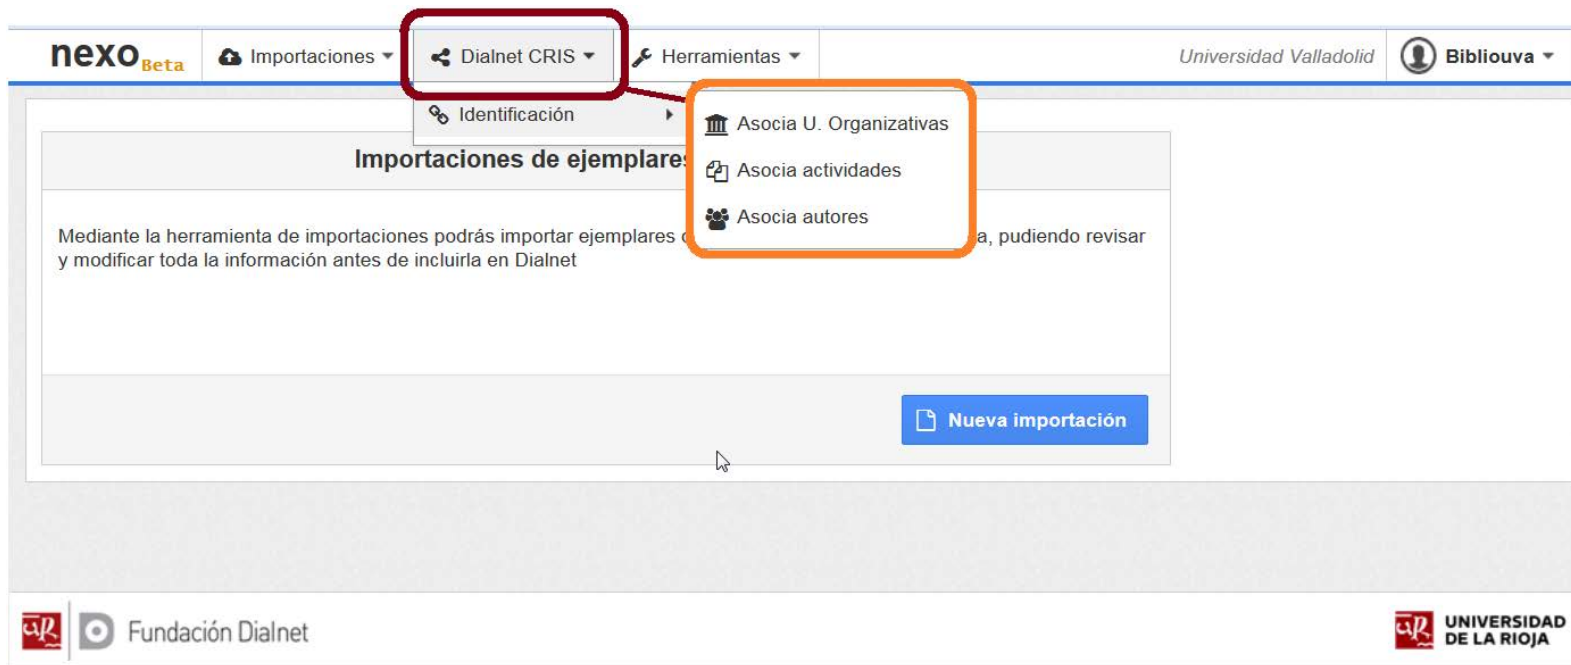 nexo Beta Importaciones Dialnet CRIS Herramientas Universidad Valladolid Bibliouva
Identificación
Asocia U. Organizativas
Asocia actividades
Asocia autores
Importaciones de ejemplares
Mediante la herramienta de importaciones podrás importar ejemplares a, pudiendo revisar
y modificar toda la información antes de incluirla en Dialnet
Nueva importación
Fundación Dialnet
UNIVERSIDAD
DE LA RIOJA